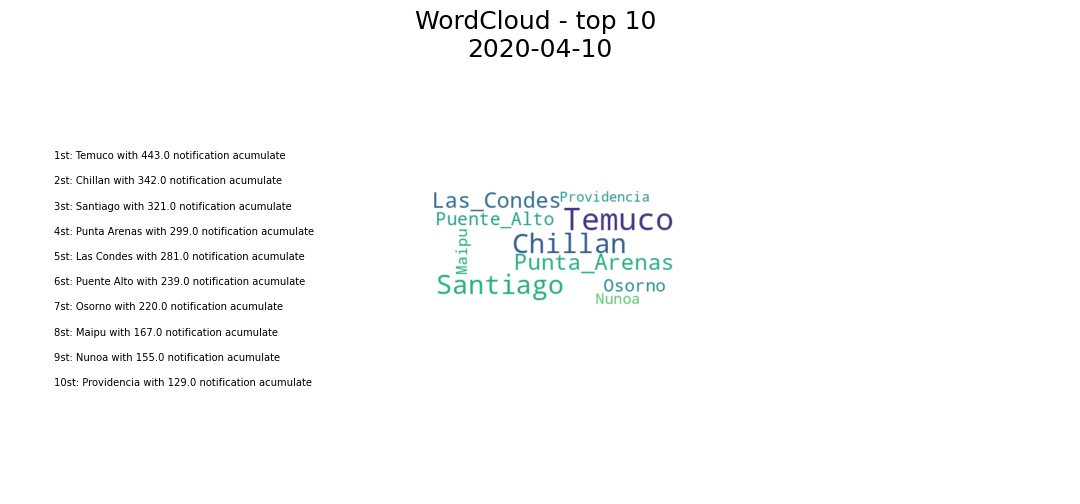 WordCloud - top 10
2020-04-10
1st: Temuco with 443.0 notification acumulate
2st: Chillan with 342.0 notification acumulate
3st: Santiago with 321.0 notification acumulate
4st: Punta Arenas with 299.0 notification acumulate
5st: Las Condes with 281.0 notification acumulate
6st: Puente Alto with 239.0 notification acumulate
7st: Osorno with 220.0 notification acumulate
8st: Maipu with 167.0 notification acumulate
9st: Nunoa with 155.0 notification acumulate
10st: Providencia with 129.0 notification acumulate
Las_Condes
Providencia
Puente_Alto
Temuco
Maipu
Chillan
Punta_Arenas
Santiago
Osorno
Nunoa